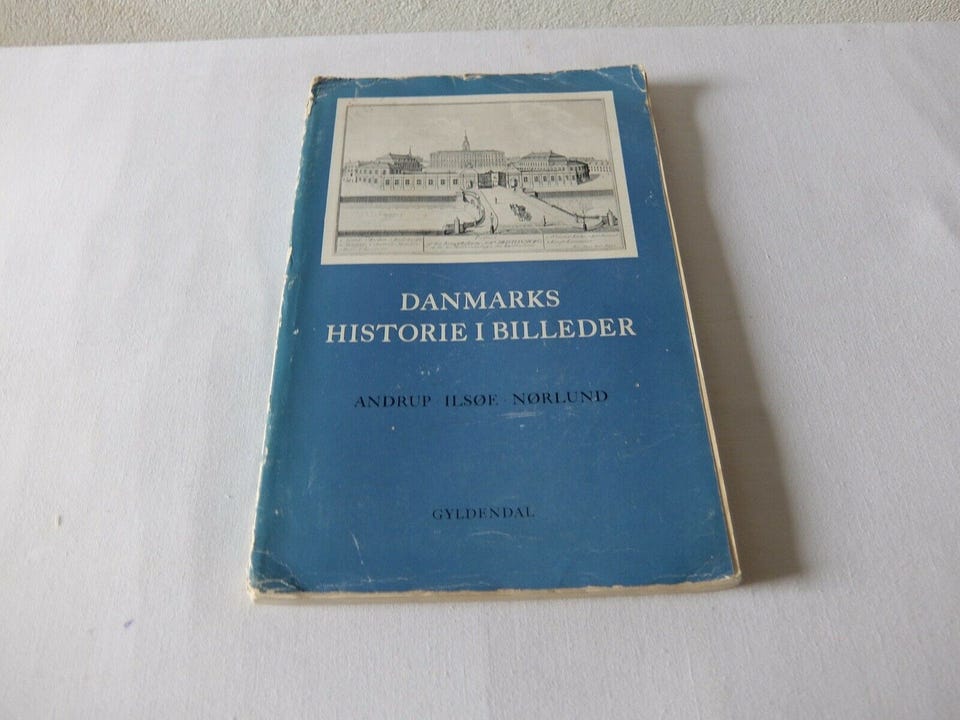 DANMARKS
HISTORIE I BILLEDER
ANDRUP ILSØE NØRLUND
GYLDENDAL